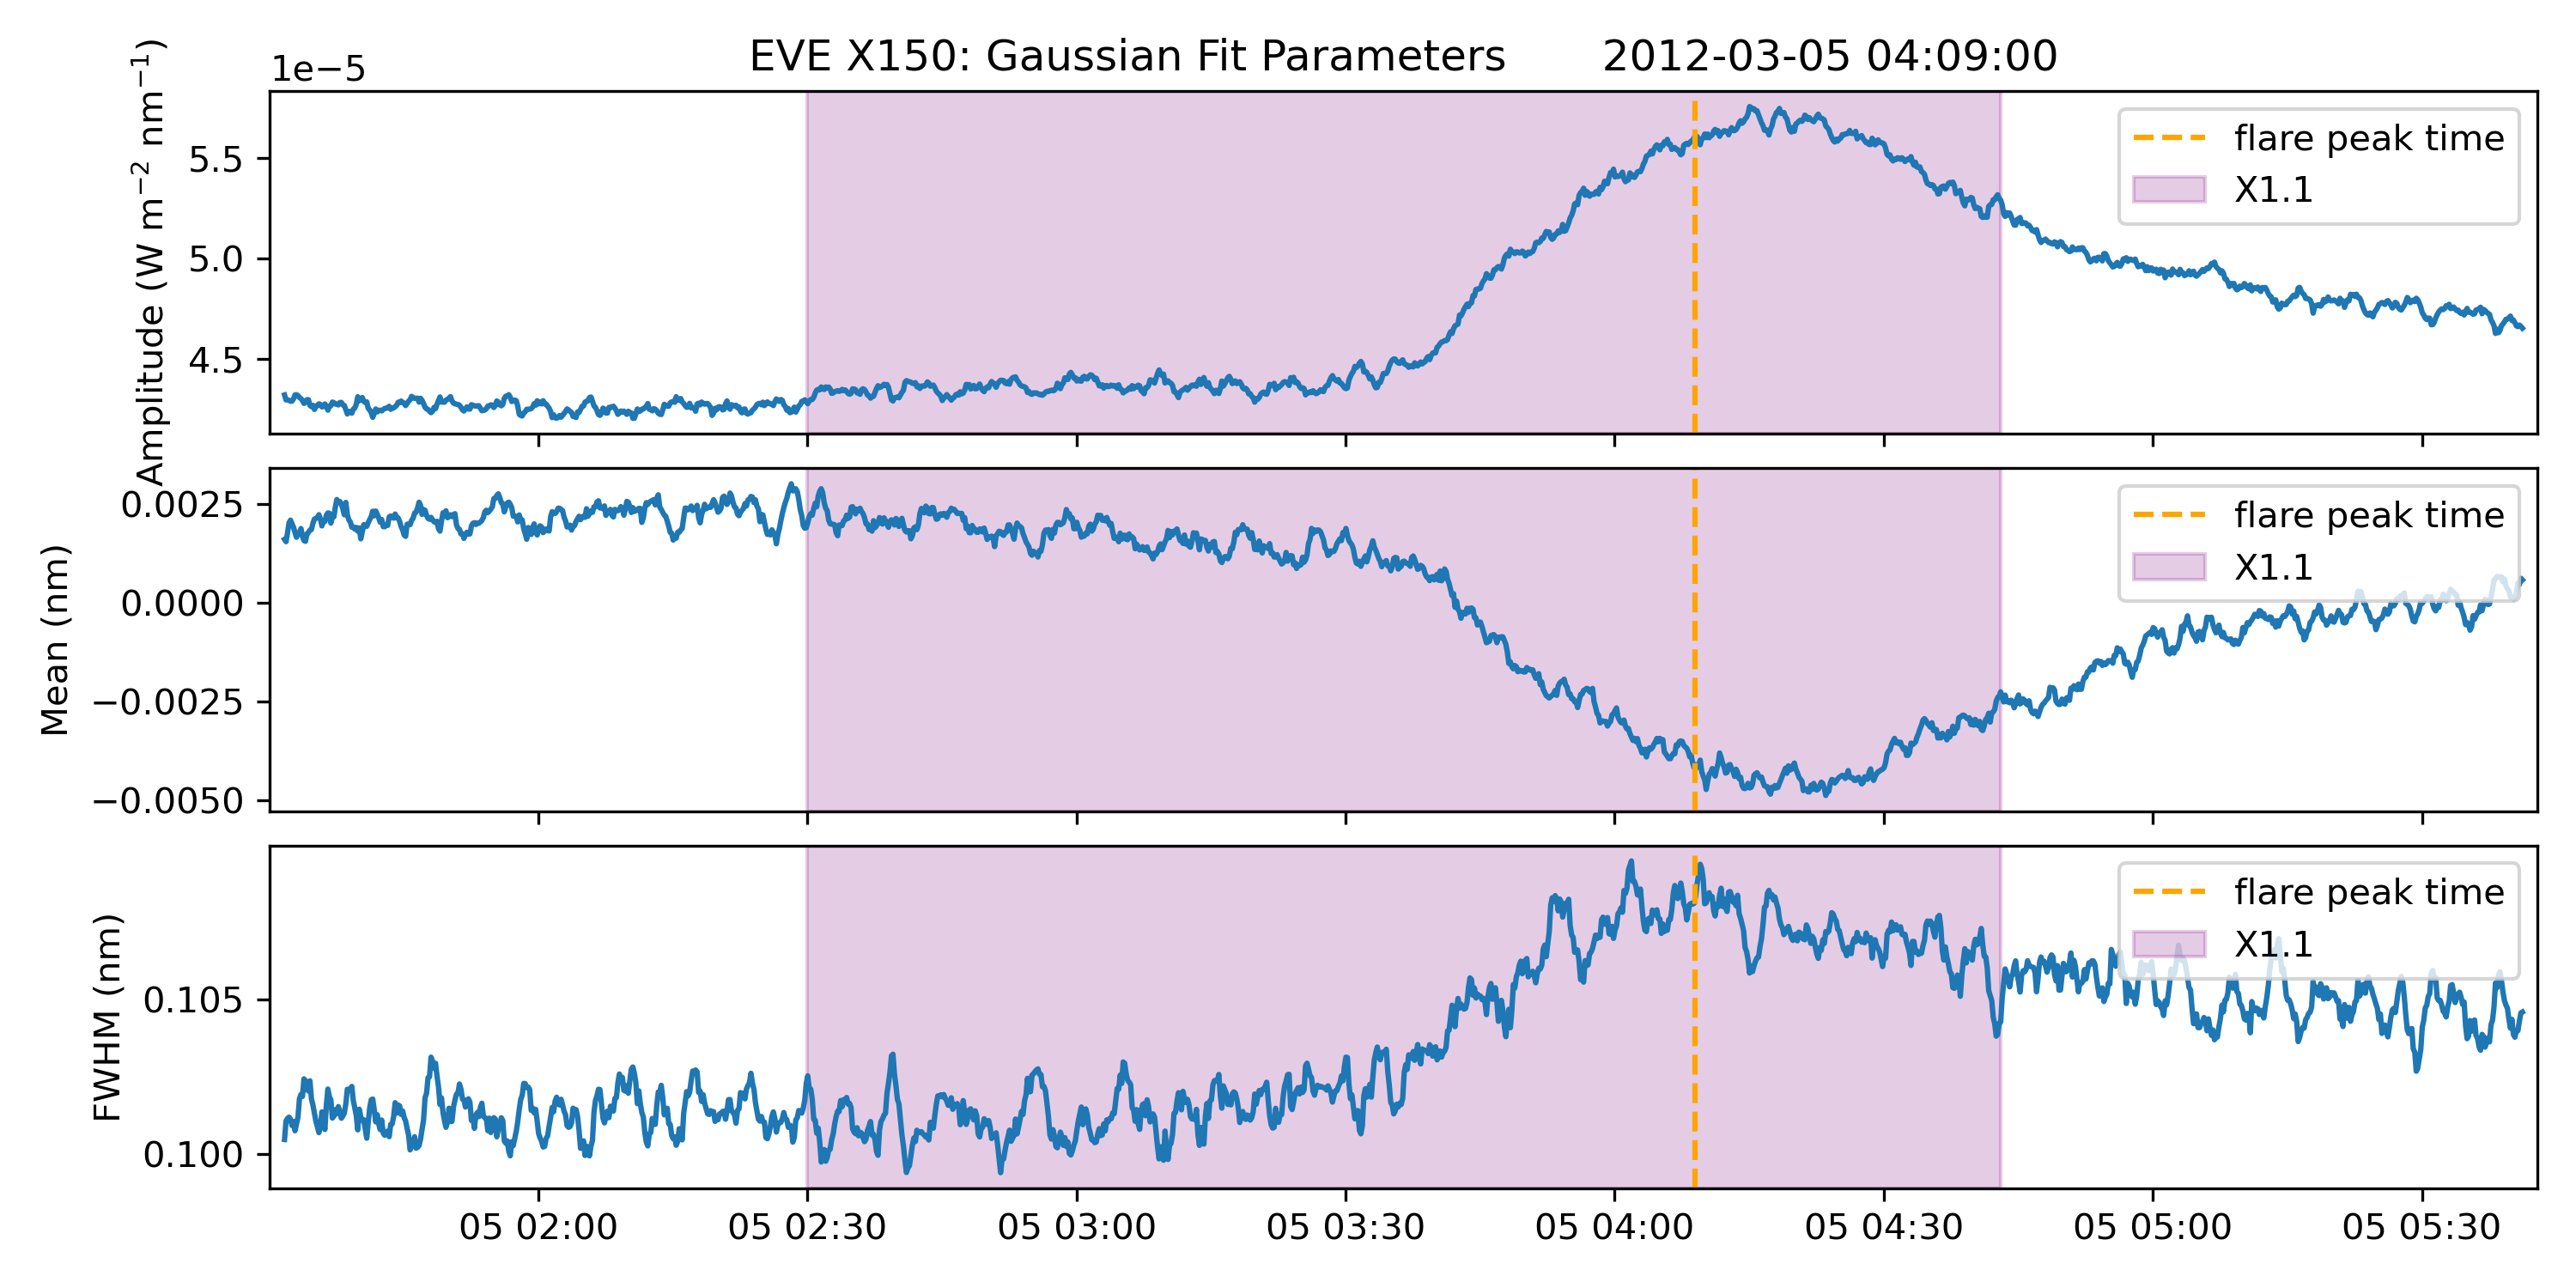 EVE X150: Gaussian Fit Parameters 2012-03-05 04:09:00
1e−5
Amplitude (W m⁻² nm⁻¹)
5.5
5.0
4.5
flare peak time
X1.1
Mean (nm)
0.0025
0.0000
−0.0025
−0.0050
flare peak time
X1.1
FWHM (nm)
0.105
0.100
flare peak time
X1.1
05 02:00 05 02:30 05 03:00 05 03:30 05 04:00 05 04:30 05 05:00 05 05:30